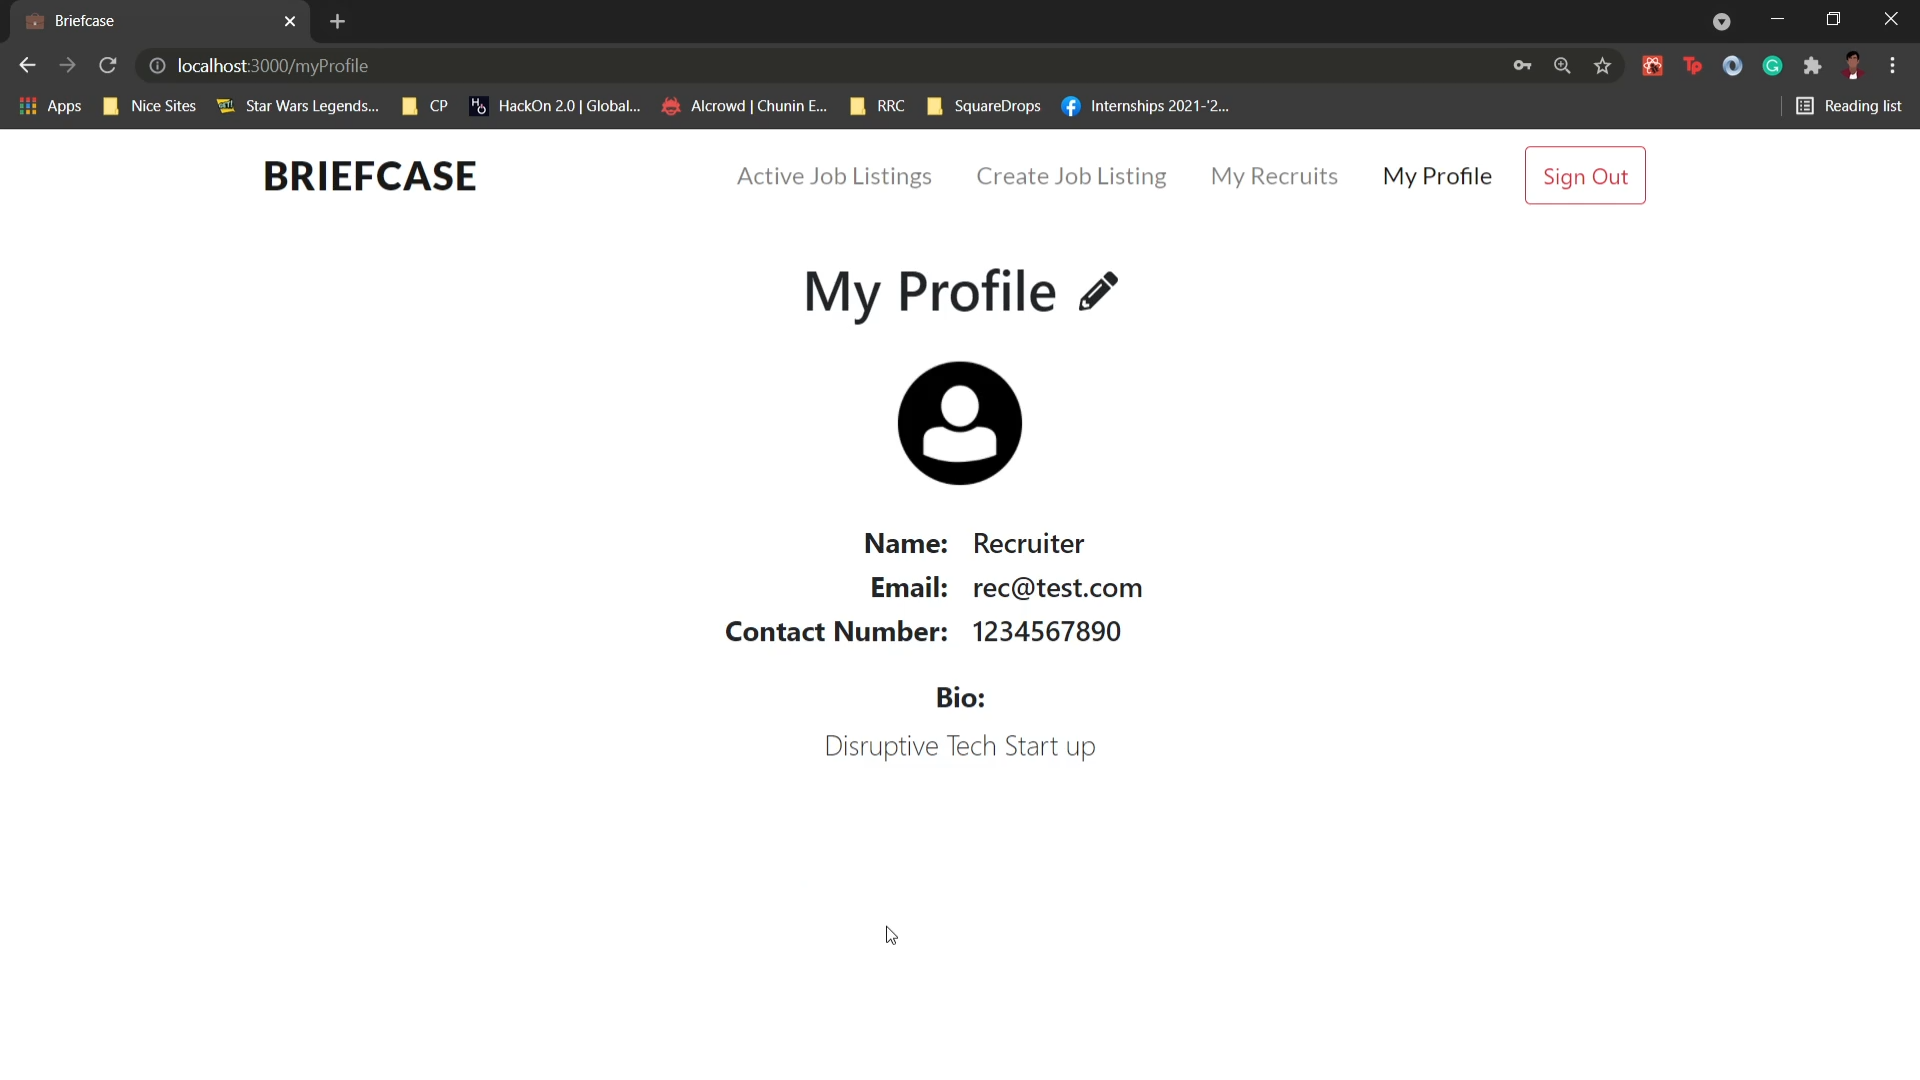 Briefcase
localhost:3000/myProfile
Apps Nice Sites Star Wars Legends... CP HackOn 2.0 | Global... AIcrowd | Chunin E... RRC SquareDrops Internships 2021-'2... Reading list
BRIEFCASE Active Job Listings Create Job Listing My Recruits My Profile Sign Out
My Profile
Name: Recruiter
Email: rec@test.com
Contact Number: 1234567890
Bio:
Disruptive Tech Start up